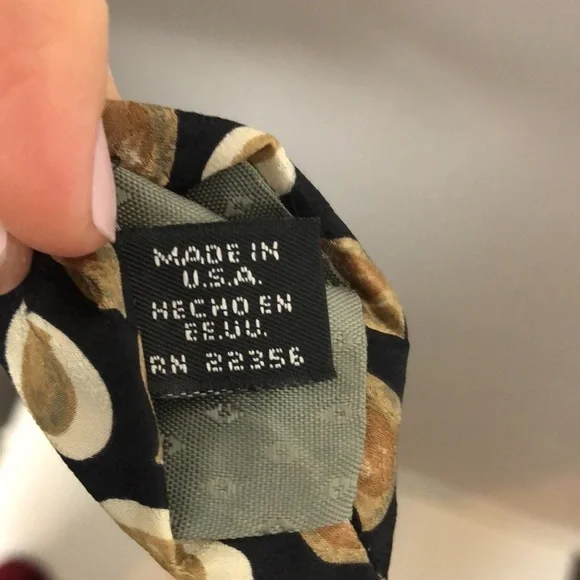 MADE IN
U.S.A.
HECHO EN
EE.UU.
RN 22356